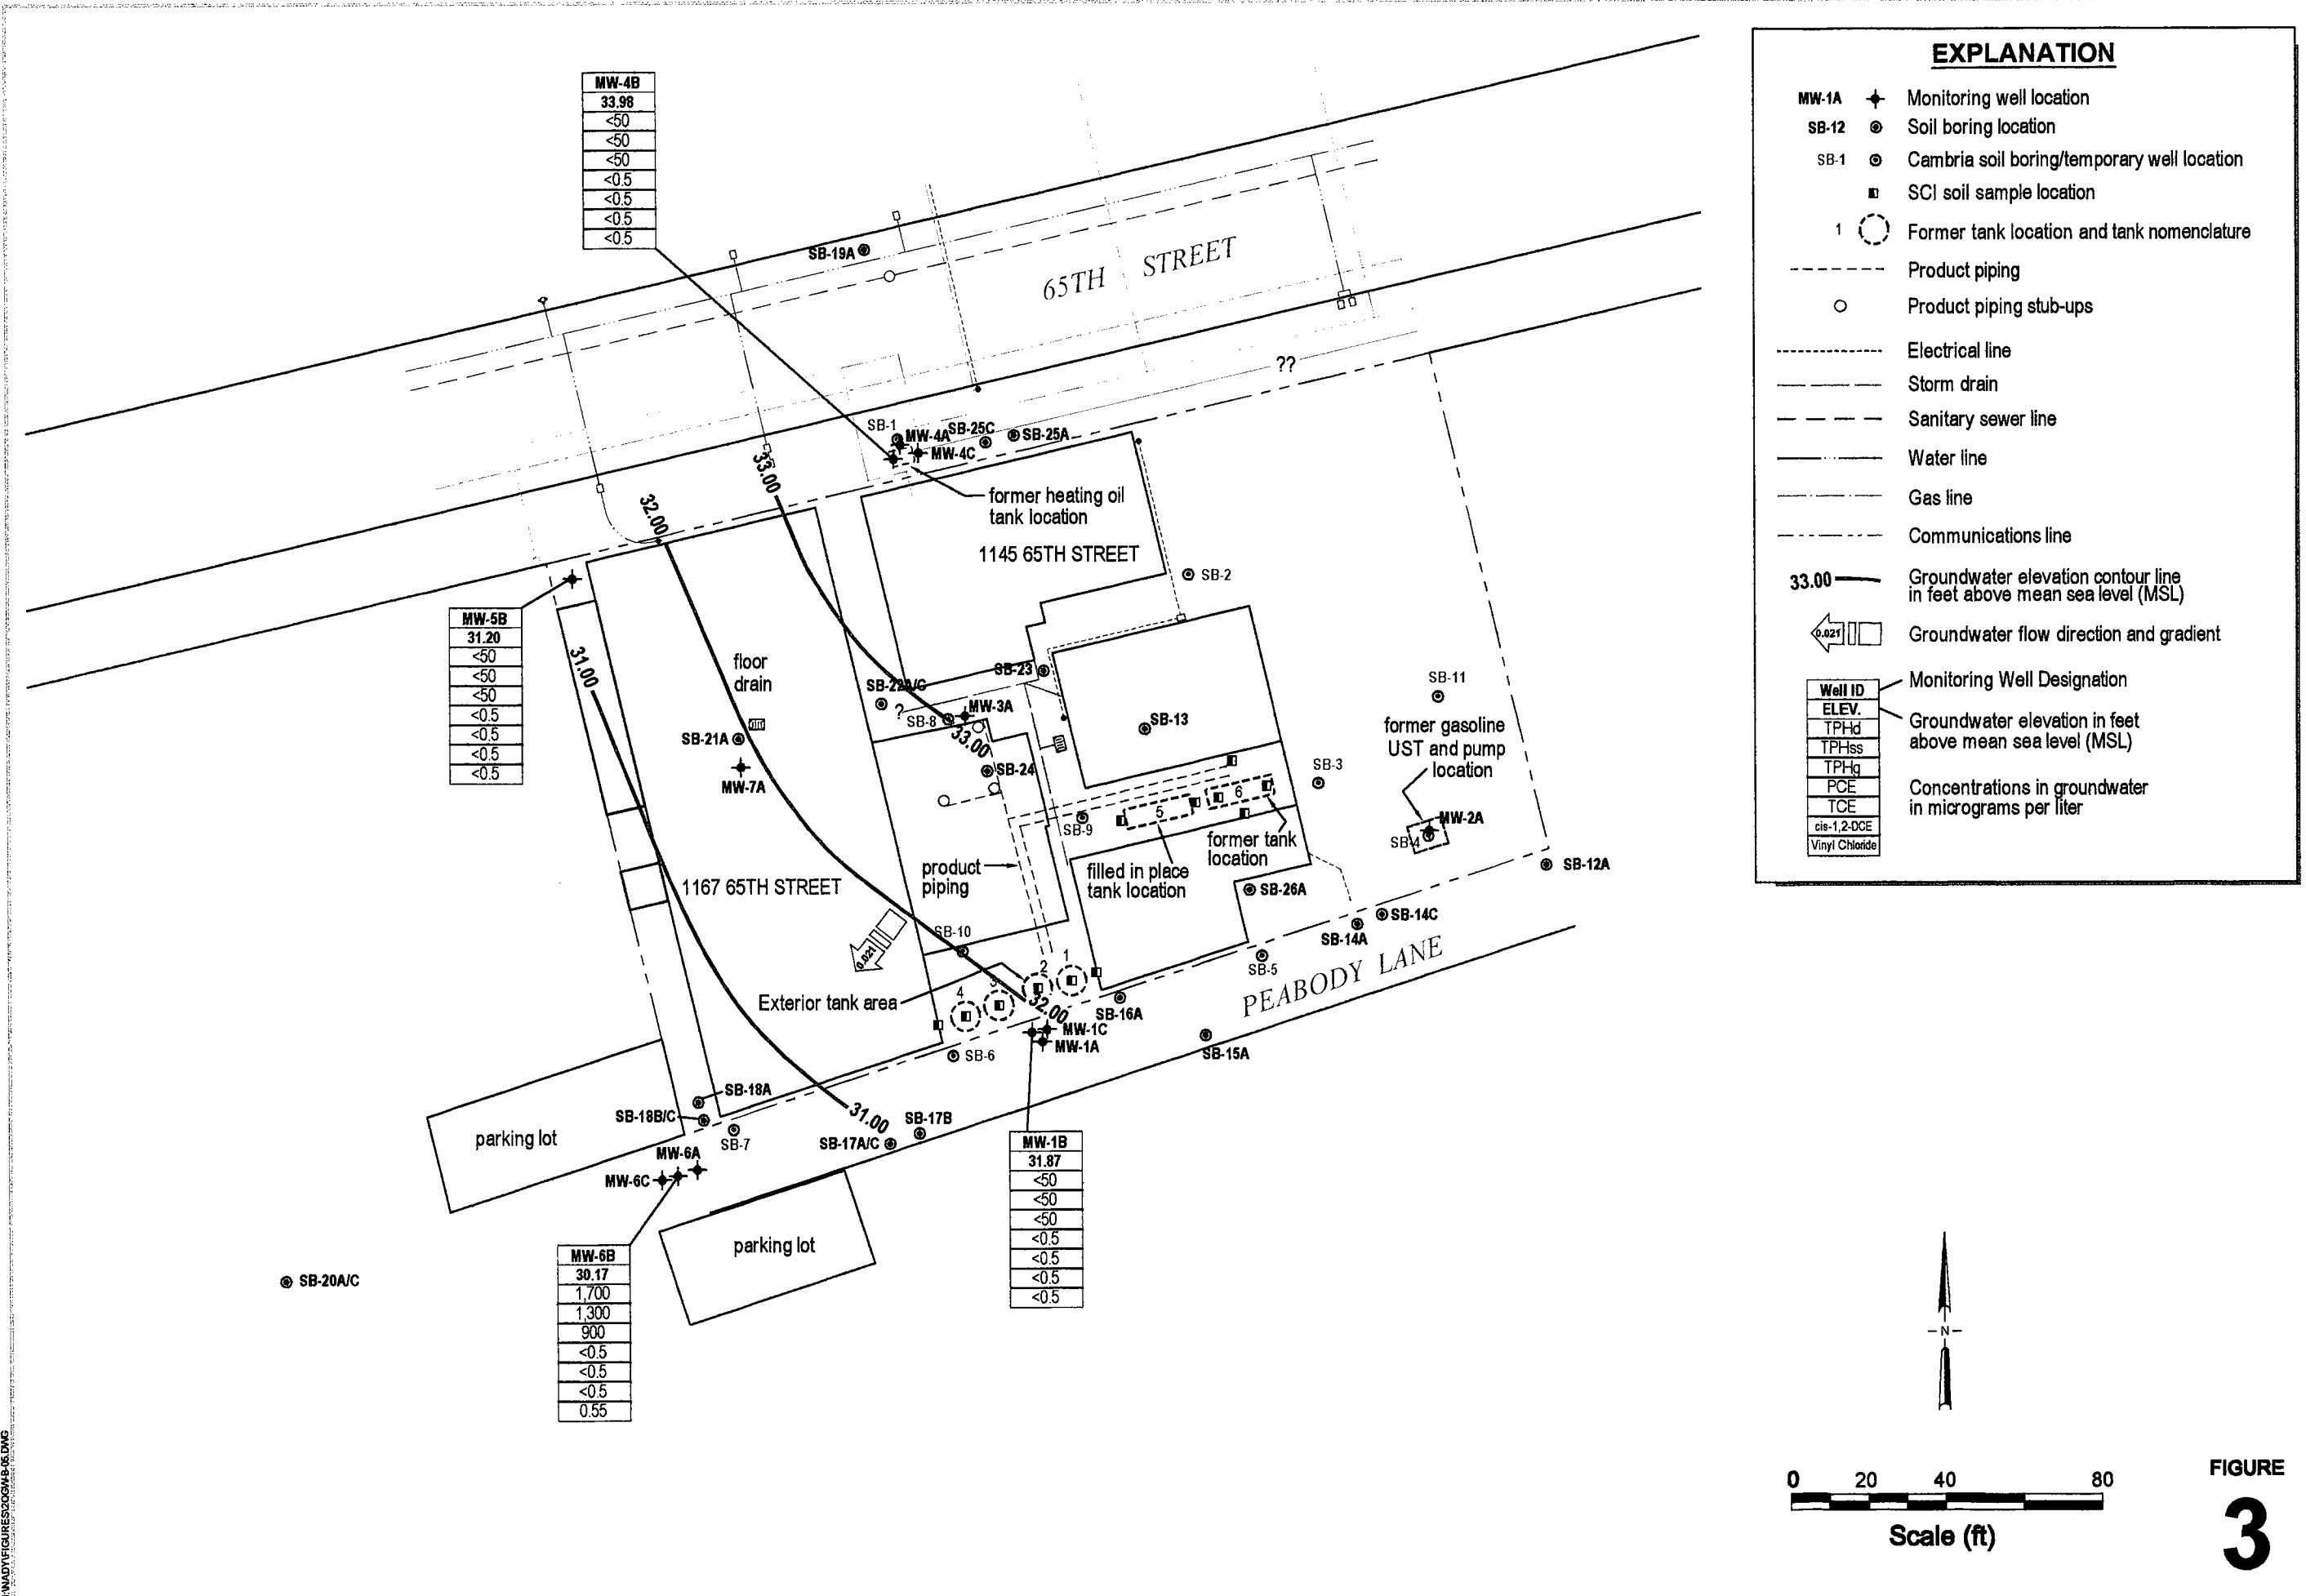 MW-4B
33.98
<50
<50
<50
<0.5
<0.5
<0.5
<0.5
SB-19A
65TH STREET
??
SB-1
MW-4A
SB-25C
SB-25A
MW-4C
33.00
32.00
former heating oil
tank location
1145 65TH STREET
SB-2
MW-5B
31.20
<50
<50
<50
<0.5
<0.5
<0.5
<0.5
31.00
floor
drain
SB-22A/C
SB-23
?
SB-8
MW-3A
33.00
SB-13
SB-11
SB-21A
MW-7A
SB-24
former gasoline
UST and pump
location
SB-3
6
5
SB-9
MW-2A
SB-4
former tank
location
filled in place
tank location
product
piping
1167 65TH STREET
SB-26A
SB-12A
SB-14C
SB-14A
SB-10
0.021
SB-5
PEABODY LANE
Exterior tank area
4
3
2
1
32.00
SB-16A
MW-1C
MW-1A
SB-6
SB-15A
SB-18A
SB-18B/C
SB-7
31.00
SB-17B
SB-17A/C
parking lot
MW-6A
MW-6C
parking lot
MW-1B
31.87
<50
<50
<50
<0.5
<0.5
<0.5
<0.5
MW-6B
30.17
1,700
1,300
900
<0.5
<0.5
<0.5
0.55
SB-20A/C
EXPLANATION
MW-1A Monitoring well location
SB-12 Soil boring location
SB-1 Cambria soil boring/temporary well location
SCI soil sample location
1 Former tank location and tank nomenclature
Product piping
Product piping stub-ups
Electrical line
Storm drain
Sanitary sewer line
Water line
Gas line
Communications line
33.00 Groundwater elevation contour line
in feet above mean sea level (MSL)
0.021 Groundwater flow direction and gradient
Well ID
ELEV.
TPHd
TPHss
TPHg
PCE
TCE
cis-1,2-DCE
Vinyl Chloride
Monitoring Well Designation
Groundwater elevation in feet
above mean sea level (MSL)
Concentrations in groundwater
in micrograms per liter
N
0 20 40 80
Scale (ft)
FIGURE
3